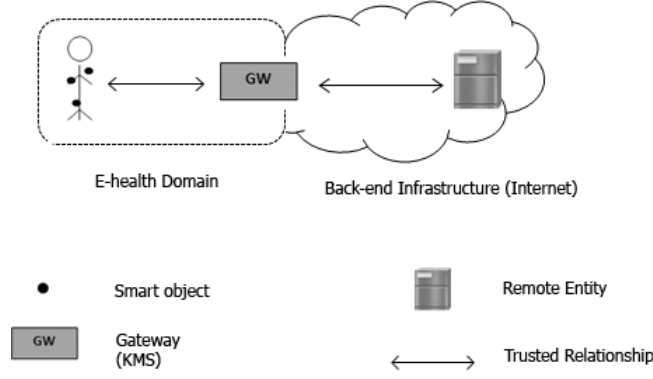 GW
E-health Domain
Back-end Infrastructure (Internet)
Smart object
Remote Entity
GW
Gateway
(KMS)
Trusted Relationship